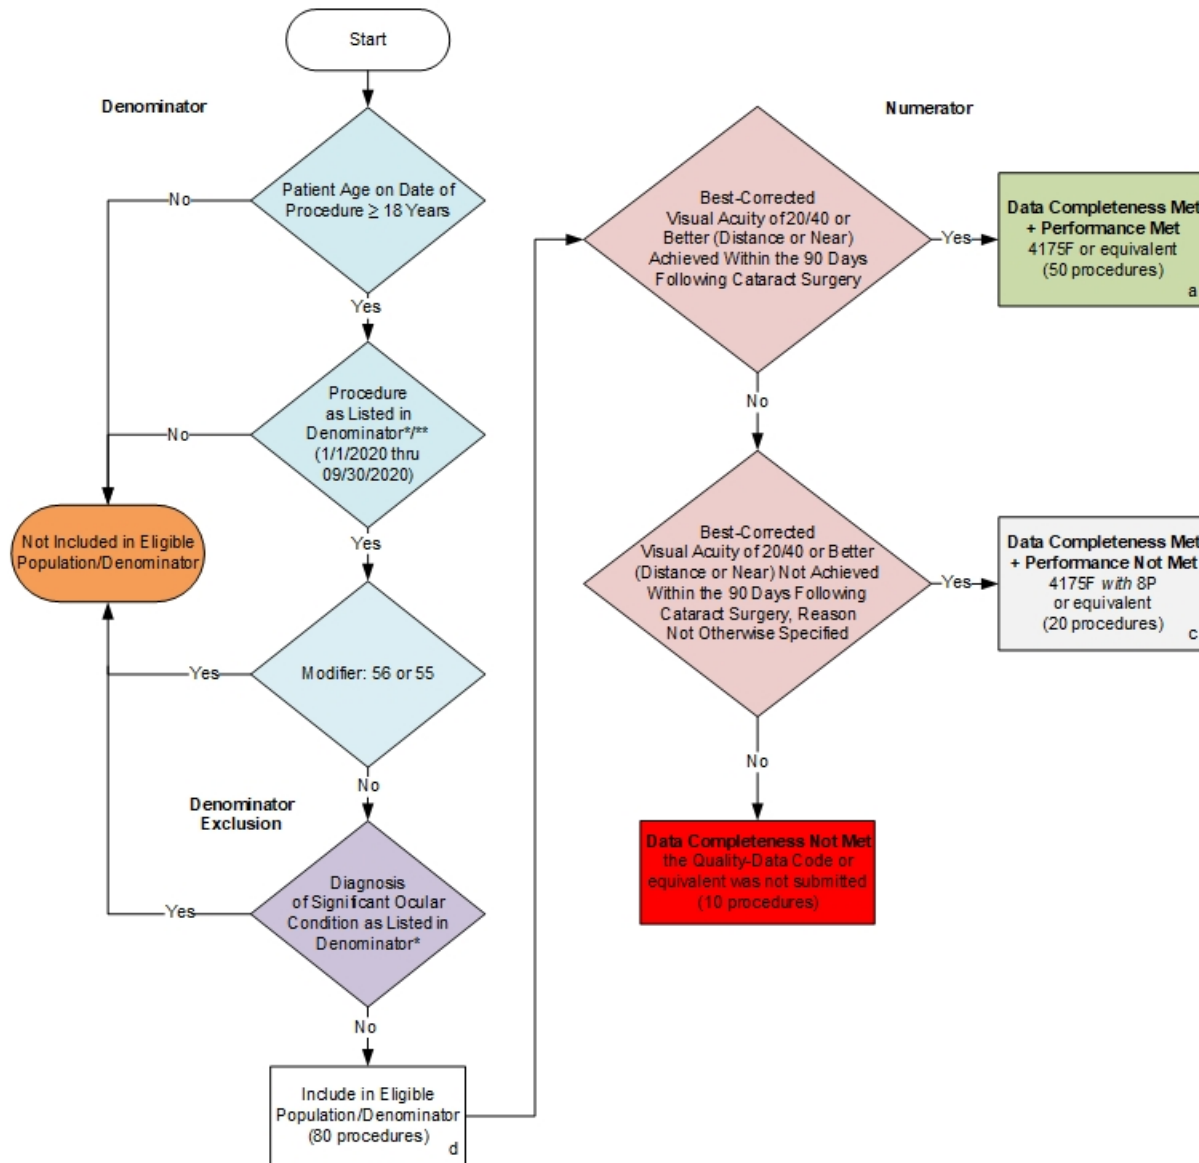 Start
Denominator
Patient Age on Date of
Procedure ≥ 18 Years
No
Yes
Procedure
as Listed in
Denominator*/**
(1/1/2020 thru
09/30/2020)
No
Yes
Not Included in Eligible
Population/Denominator
Modifier: 56 or 55
Yes
No
Denominator
Exclusion
Diagnosis
of Significant Ocular
Condition as Listed in
Denominator*
Yes
No
Include in Eligible
Population/Denominator
(80 procedures)
d
Numerator
Best-Corrected
Visual Acuity of 20/40 or
Better (Distance or Near)
Achieved Within the 90 Days
Following Cataract Surgery
Yes
Data Completeness Met
+ Performance Met
4175F or equivalent
(50 procedures)
a
No
Best-Corrected
Visual Acuity of 20/40 or Better
(Distance or Near) Not Achieved
Within the 90 Days Following
Cataract Surgery, Reason
Not Otherwise Specified
Yes
Data Completeness Met
+ Performance Not Met
4175F with 8P
or equivalent
(20 procedures)
c
No
Data Completeness Not Met
the Quality-Data Code or
equivalent was not submitted
(10 procedures)